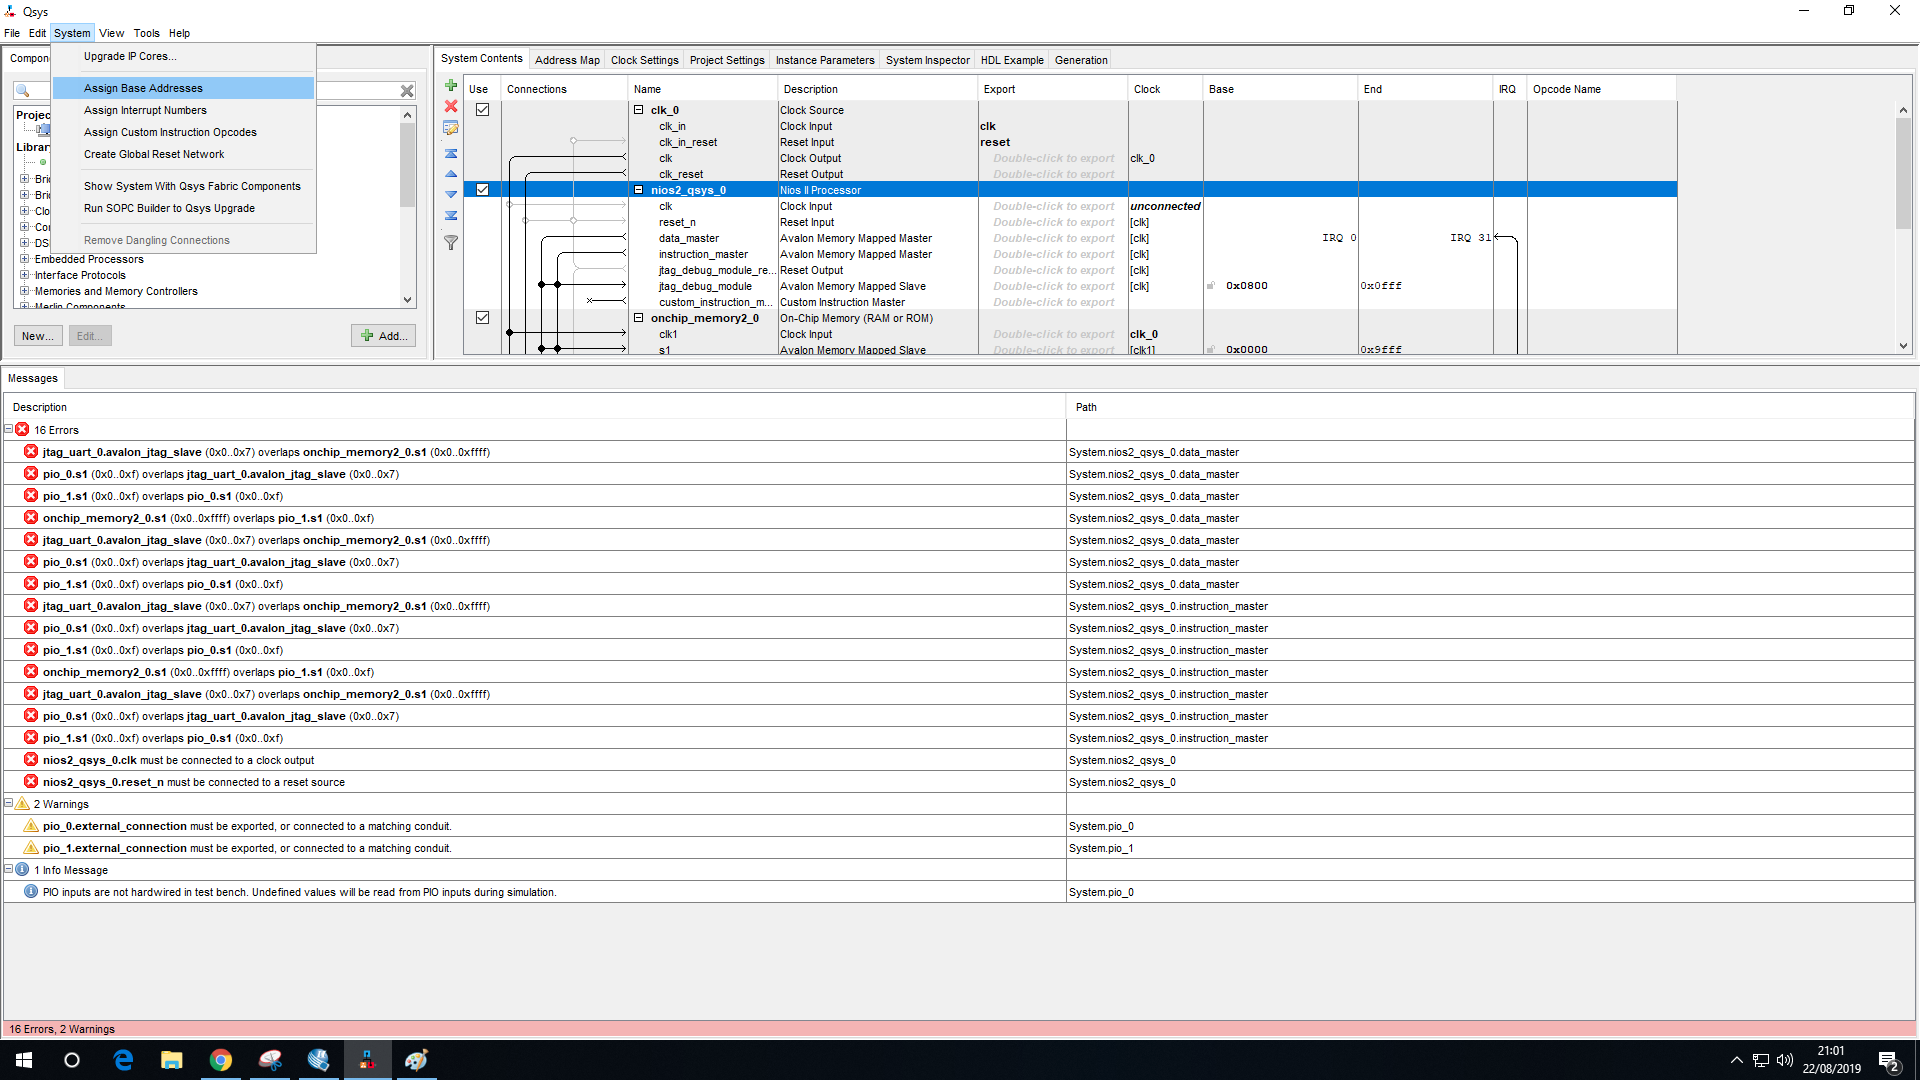 Qsys
File Edit System View Tools Help
Upgrade IP Cores...
Assign Base Addresses
Assign Interrupt Numbers
Assign Custom Instruction Opcodes
Create Global Reset Network
Show System With Qsys Fabric Components
Run SOPC Builder to Qsys Upgrade
Remove Dangling Connections
Embedded Processors
Interface Protocols
Memories and Memory Controllers
Merlin Components
New... Edit... Add...
System Contents Address Map Clock Settings Project Settings Instance Parameters System Inspector HDL Example Generation
Use Connections Name Description Export Clock Base End IRQ Opcode Name
clk_0 Clock Source
clk_in Clock Input clk
clk_in_reset Reset Input reset
clk Clock Output Double-click to export clk_0
clk_reset Reset Output Double-click to export
nios2_qsys_0 Nios II Processor
clk Clock Input Double-click to export unconnected
reset_n Reset Input Double-click to export [clk]
data_master Avalon Memory Mapped Master Double-click to export [clk] IRQ 0 IRQ 31
instruction_master Avalon Memory Mapped Master Double-click to export [clk]
jtag_debug_module_re... Reset Output Double-click to export [clk]
jtag_debug_module Avalon Memory Mapped Slave Double-click to export [clk] 0x0800 0x0fff
custom_instruction_m... Custom Instruction Master Double-click to export
onchip_memory2_0 On-Chip Memory (RAM or ROM)
clk1 Clock Input Double-click to export clk_0
s1 Avalon Memory Mapped Slave Double-click to export [clk1] 0x0000 0x9fff
Messages
Description Path
16 Errors
jtag_uart_0.avalon_jtag_slave (0x0..0x7) overlaps onchip_memory2_0.s1 (0x0..0xffff) System.nios2_qsys_0.data_master
pio_0.s1 (0x0..0xf) overlaps jtag_uart_0.avalon_jtag_slave (0x0..0x7) System.nios2_qsys_0.data_master
pio_1.s1 (0x0..0xf) overlaps pio_0.s1 (0x0..0xf) System.nios2_qsys_0.data_master
onchip_memory2_0.s1 (0x0..0xffff) overlaps pio_1.s1 (0x0..0xf) System.nios2_qsys_0.data_master
jtag_uart_0.avalon_jtag_slave (0x0..0x7) overlaps onchip_memory2_0.s1 (0x0..0xffff) System.nios2_qsys_0.data_master
pio_0.s1 (0x0..0xf) overlaps jtag_uart_0.avalon_jtag_slave (0x0..0x7) System.nios2_qsys_0.data_master
pio_1.s1 (0x0..0xf) overlaps pio_0.s1 (0x0..0xf) System.nios2_qsys_0.data_master
jtag_uart_0.avalon_jtag_slave (0x0..0x7) overlaps onchip_memory2_0.s1 (0x0..0xffff) System.nios2_qsys_0.instruction_master
pio_0.s1 (0x0..0xf) overlaps jtag_uart_0.avalon_jtag_slave (0x0..0x7) System.nios2_qsys_0.instruction_master
pio_1.s1 (0x0..0xf) overlaps pio_0.s1 (0x0..0xf) System.nios2_qsys_0.instruction_master
onchip_memory2_0.s1 (0x0..0xffff) overlaps pio_1.s1 (0x0..0xf) System.nios2_qsys_0.instruction_master
jtag_uart_0.avalon_jtag_slave (0x0..0x7) overlaps onchip_memory2_0.s1 (0x0..0xffff) System.nios2_qsys_0.instruction_master
pio_0.s1 (0x0..0xf) overlaps jtag_uart_0.avalon_jtag_slave (0x0..0x7) System.nios2_qsys_0.instruction_master
pio_1.s1 (0x0..0xf) overlaps pio_0.s1 (0x0..0xf) System.nios2_qsys_0.instruction_master
nios2_qsys_0.clk must be connected to a clock output System.nios2_qsys_0
nios2_qsys_0.reset_n must be connected to a reset source System.nios2_qsys_0
2 Warnings
pio_0.external_connection must be exported, or connected to a matching conduit. System.pio_0
pio_1.external_connection must be exported, or connected to a matching conduit. System.pio_1
1 Info Message
PIO inputs are not hardwired in test bench. Undefined values will be read from PIO inputs during simulation. System.pio_0
16 Errors, 2 Warnings
21:01
22/08/2019
2